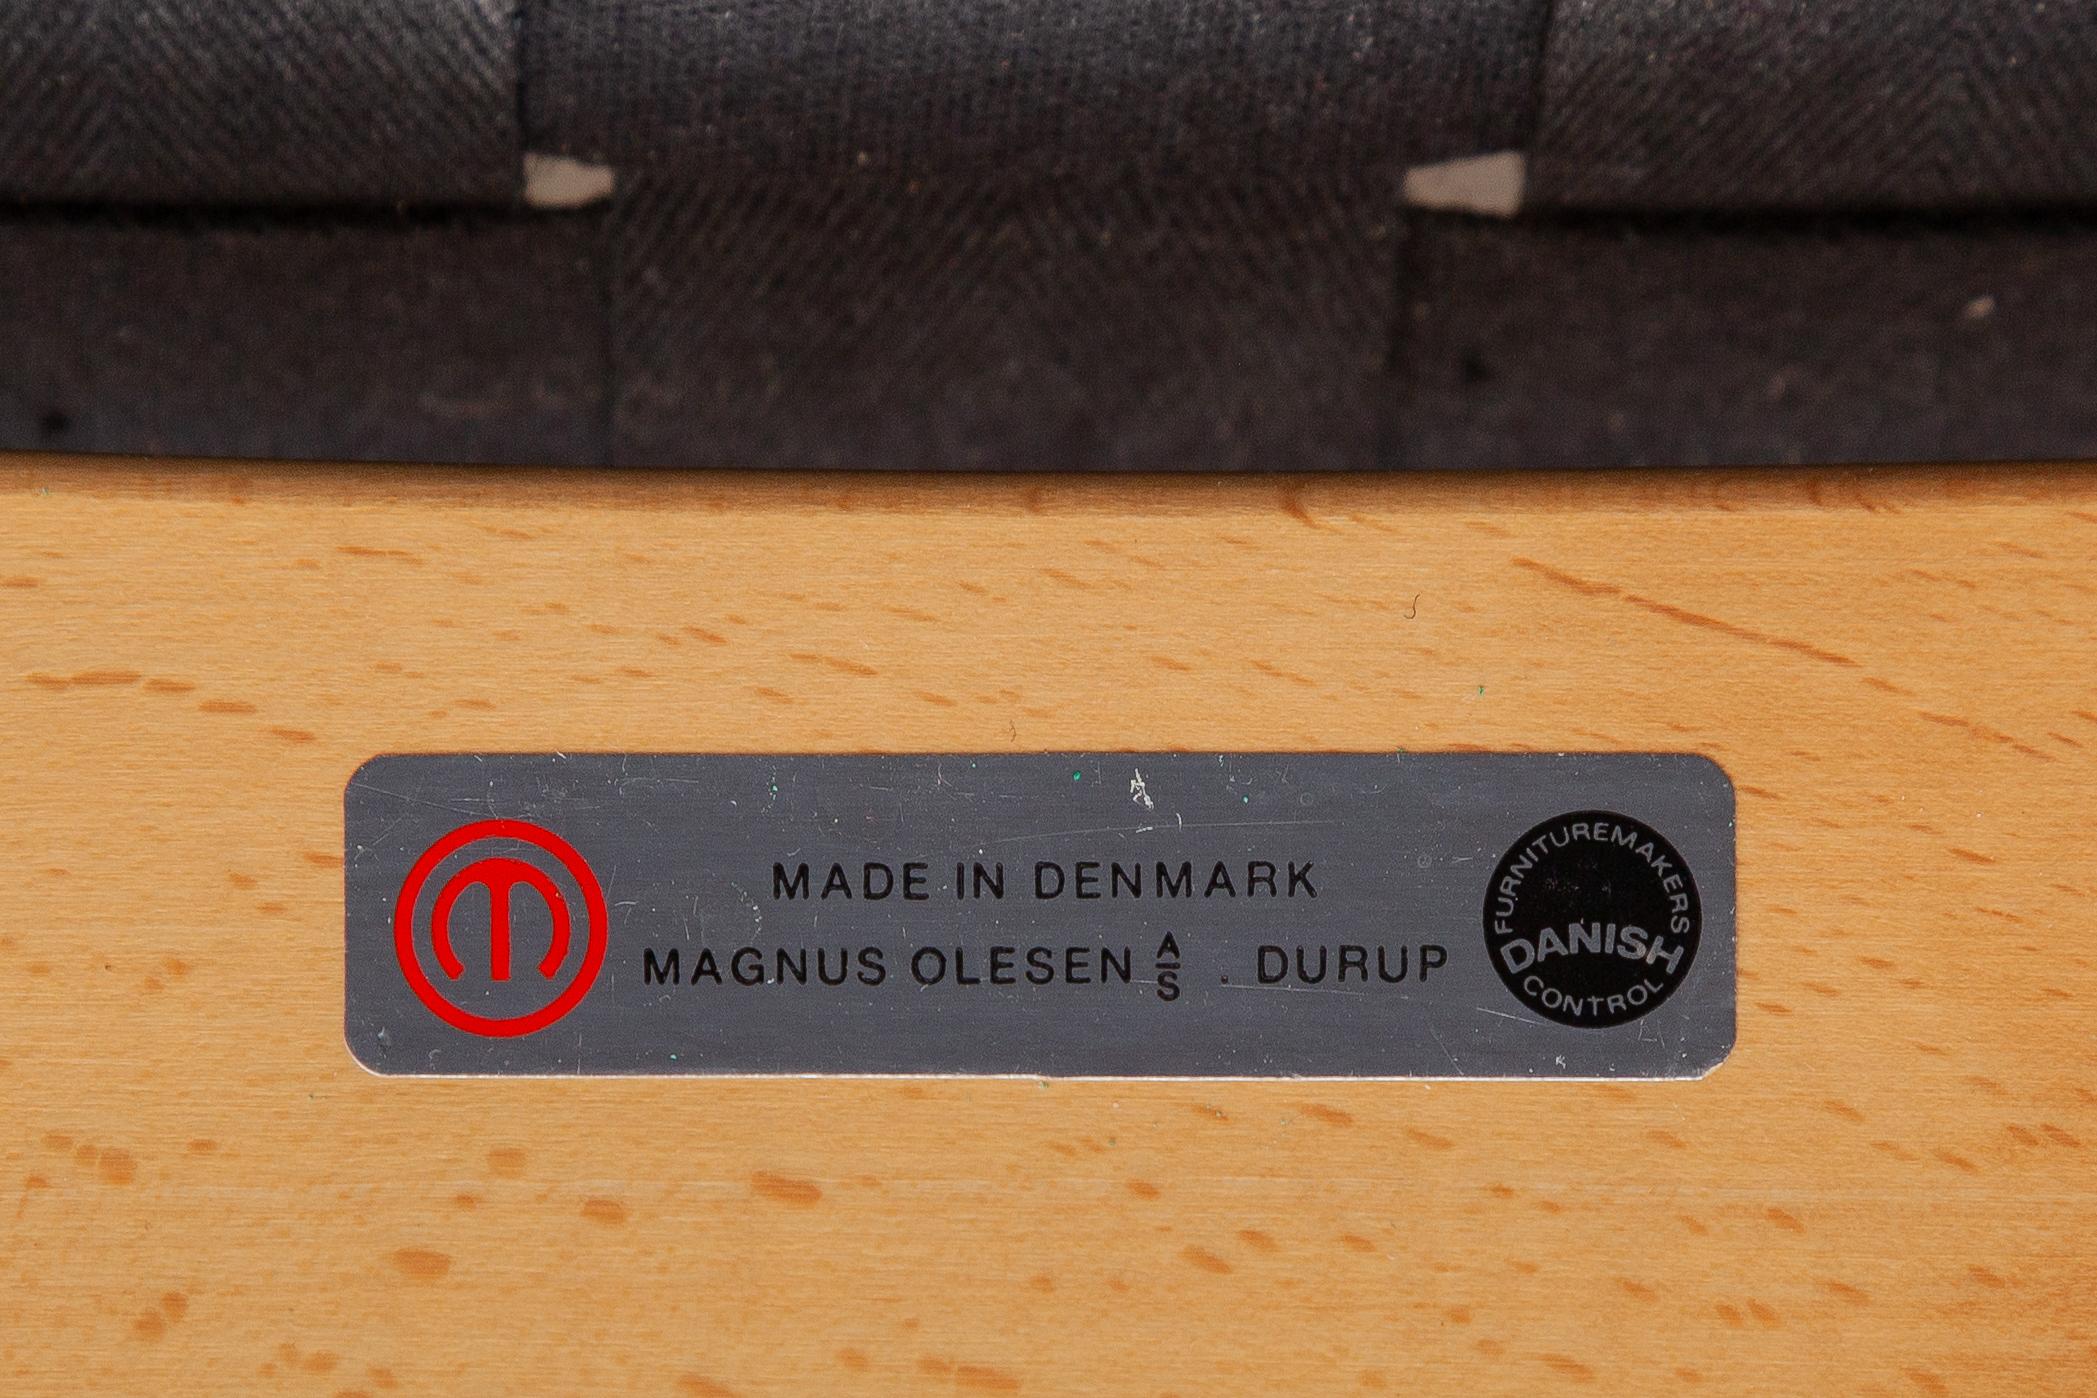 MADE IN DENMARK
MAGNUS OLESEN A/S . DURUP
FURNITUREMAKERS
DANISH
CONTROL